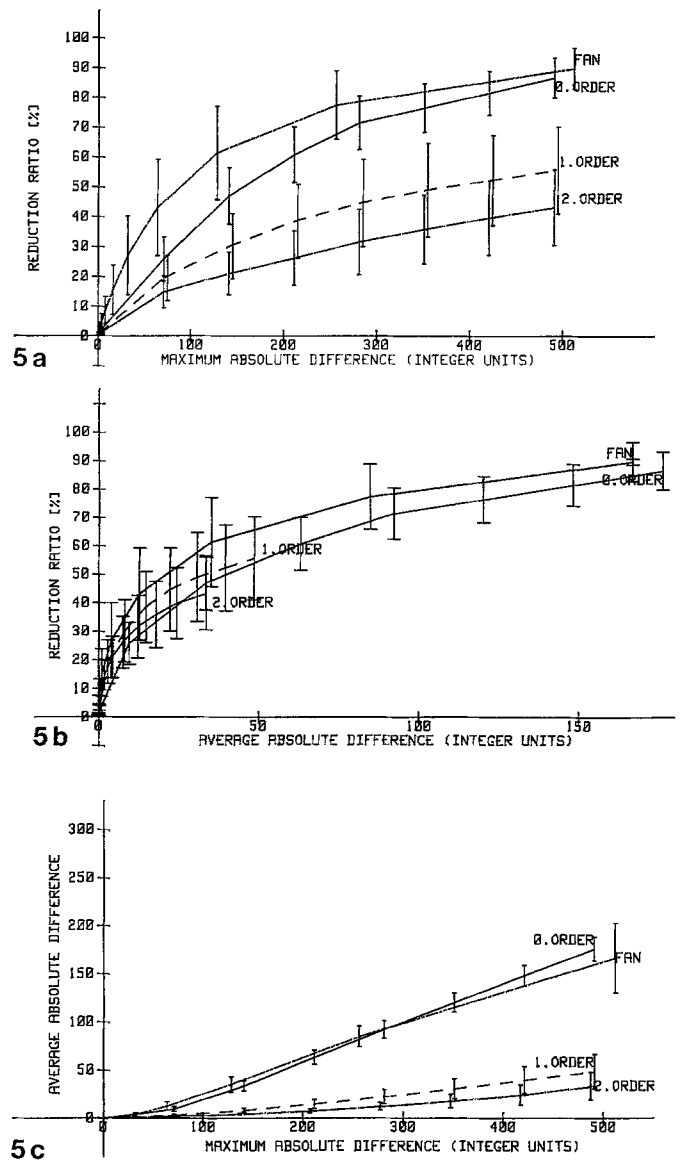 100
90
80
70
60
50
40
30
20
10
0
REDUCTION RATIO [%]
FAN
0.ORDER
1.ORDER
2.ORDER
0 100 200 300 400 500
MAXIMUM ABSOLUTE DIFFERENCE (INTEGER UNITS)
5a
100
90
80
70
60
50
40
30
20
10
0
REDUCTION RATIO [%]
FAN
0.ORDER
1.ORDER
2.ORDER
0 50 100 150
AVERAGE ABSOLUTE DIFFERENCE (INTEGER UNITS)
5b
300
250
200
150
100
50
0
AVERAGE ABSOLUTE DIFFERENCE
0.ORDER
FAN
1.ORDER
2.ORDER
0 100 200 300 400 500
MAXIMUM ABSOLUTE DIFFERENCE (INTEGER UNITS)
5c